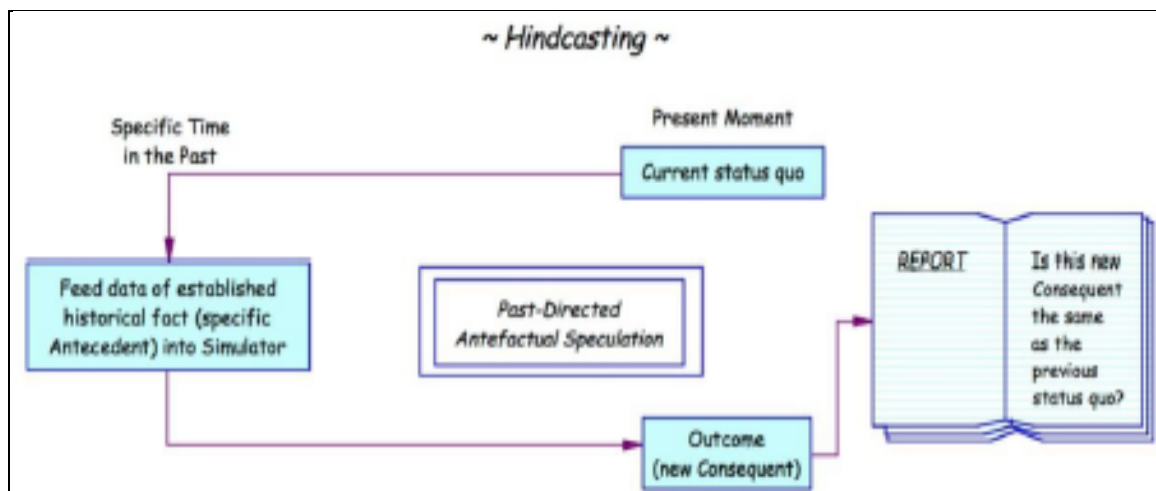 ~ Hindcasting ~
Specific Time
in the Past
Present Moment
Current status quo
Feed data of established
historical fact (specific
Antecedent) into Simulator
Past-Directed
Antefactual Speculation
Outcome
(new Consequent)
REPORT
Is this new
Consequent
the same
as the
previous
status quo?